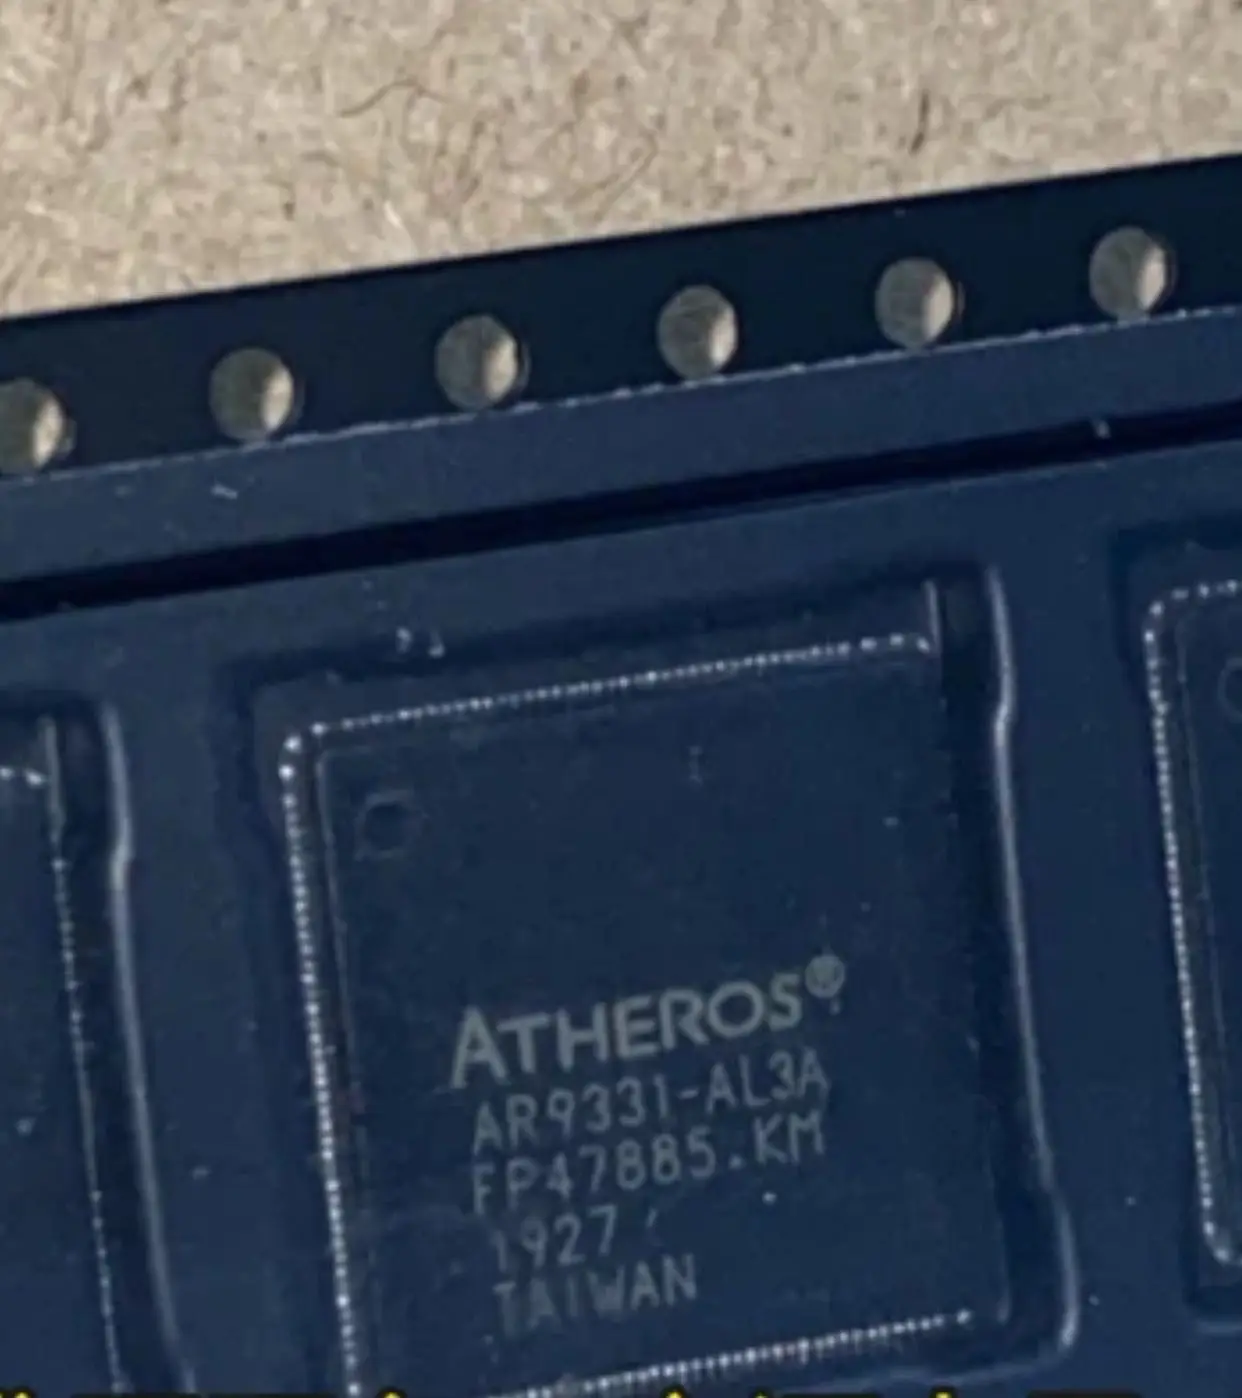 ATHEROS®
AR9331-AL3A
FP47885.KM
1927
TAIWAN